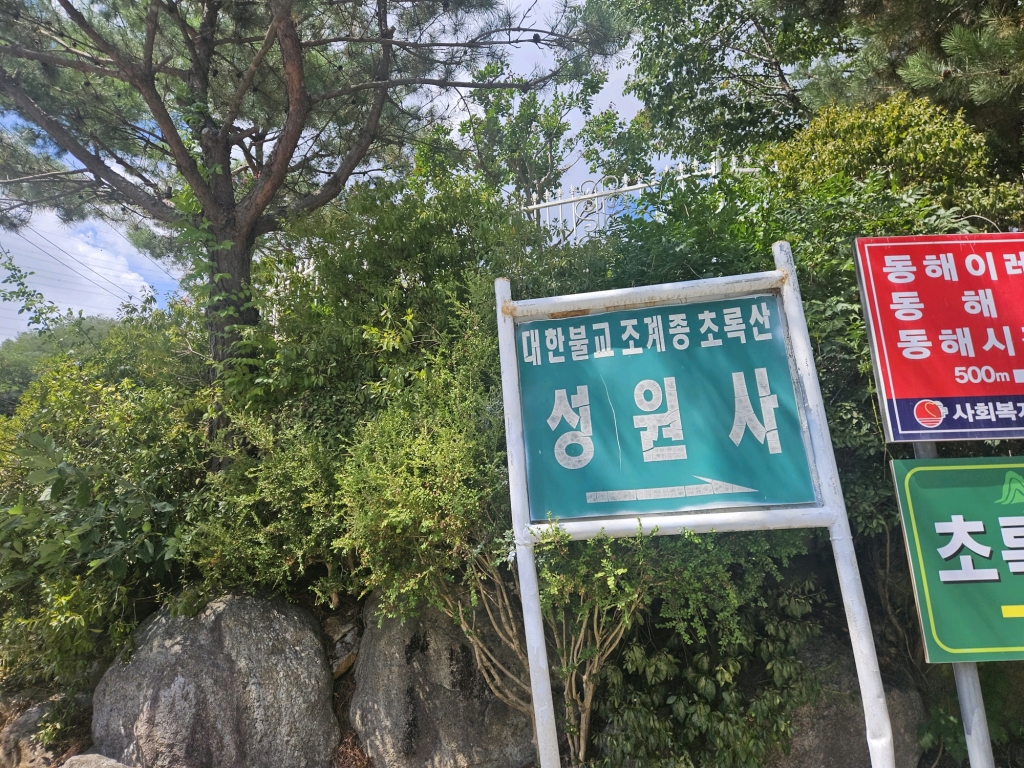 대한불교 조계종 초록산
성원사
동해이레
동해
동해시
500m
사회복지
초록